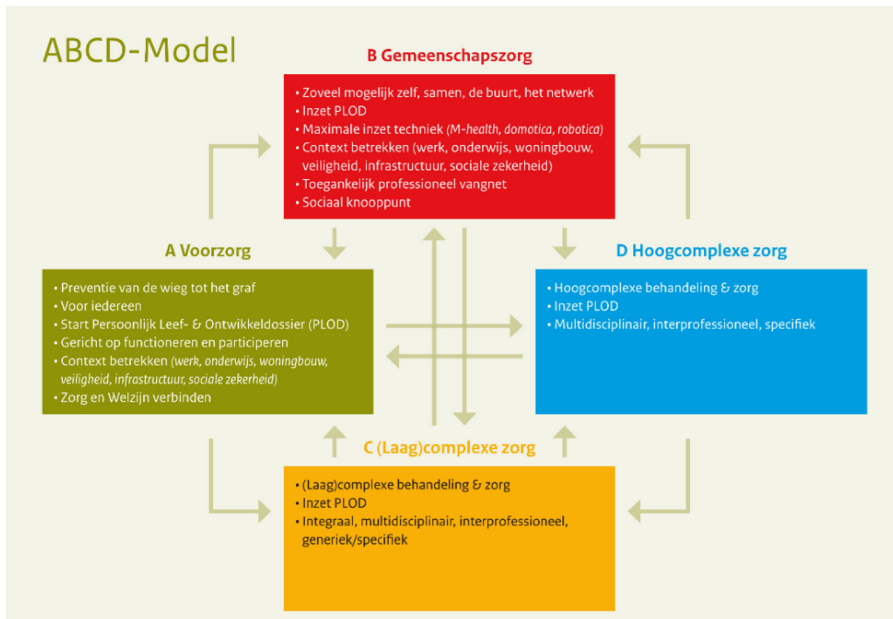 ABCD-Model
B Gemeenschapszorg
• Zoveel mogelijk zelf, samen, de buurt, het netwerk
• Inzet PLOD
• Maximale inzet techniek (M-health, domotica, robotica)
• Context betrekken (werk, onderwijs, woningbouw,
veiligheid, infrastructuur, sociale zekerheid)
• Toegankelijk professioneel vangnet
• Sociaal knooppunt
A Voorzorg
• Preventie van de wieg tot het graf
• Voor iedereen
• Start Persoonlijk Leef- & Ontwikkeldossier (PLOD)
• Gericht op functioneren en participeren
• Context betrekken (werk, onderwijs, woningbouw,
veiligheid, infrastructuur, sociale zekerheid)
• Zorg en Welzijn verbinden
D Hoogcomplexe zorg
• Hoogcomplexe behandeling & zorg
• Inzet PLOD
• Multidisciplinair, interprofessioneel, specifiek
C (Laag)complexe zorg
• (Laag)complexe behandeling & zorg
• Inzet PLOD
• Integraal, multidisciplinair, interprofessioneel,
generiek/specifiek